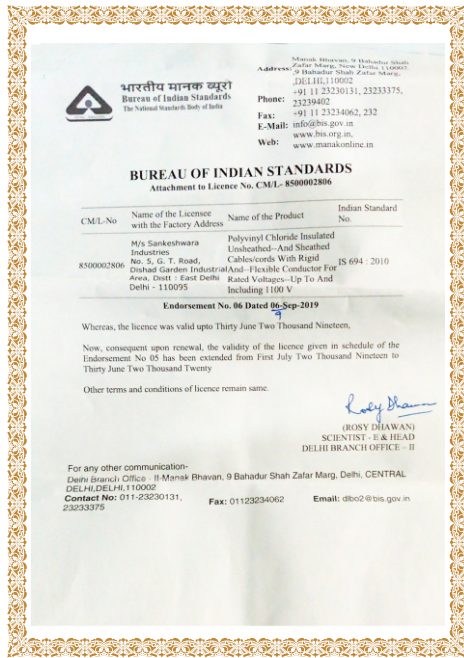 भारतीय मानक ब्यूरो
Bureau of Indian Standards
The National Standards Body of India
Manak Bhavan, 9 Bahadur Shah
Address: Zafar Marg, New Delhi 110002.
,9 Bahadur Shah Zafar Marg,
,DELHI,110002
Phone: +91 11 23230131, 23233375,
23239402
Fax: +91 11 23234062, 232
E-Mail: info@bis.gov.in
Web: www.bis.org.in,
www.manakonline.in
BUREAU OF INDIAN STANDARDS
Attachment to Licence No. CM/L- 8500002806
CM/L-No
Name of the Licensee
with the Factory Address
Name of the Product
Indian Standard
No.
8500002806
M/s Sankeshwara
Industries
No. 5, G. T. Road,
Dishad Garden Industrial
Area, Distt : East Delhi
Delhi - 110095
Polyvinyl Chloride Insulated
Unsheathed--And Sheathed
Cables/cords With Rigid
And--Flexible Conductor For
Rated Voltages--Up To And
Including 1100 V
IS 694 : 2010
Endorsement No. 06 Dated 06-Sep-2019
9
Whereas, the licence was valid upto Thirty June Two Thousand Nineteen,
Now, consequent upon renewal, the validity of the licence given in schedule of the
Endorsement No 05 has been extended from First July Two Thousand Nineteen to
Thirty June Two Thousand Twenty
Other terms and conditions of licence remain same.
Rosy Dhawan
(ROSY DHAWAN)
SCIENTIST - E & HEAD
DELHI BRANCH OFFICE – II
For any other communication-
Delhi Branch Office - II-Manak Bhavan, 9 Bahadur Shah Zafar Marg, Delhi, CENTRAL
DELHI,DELHI,110002
Contact No: 011-23230131,
23233375
Fax: 01123234062
Email: dlbo2@bis.gov.in